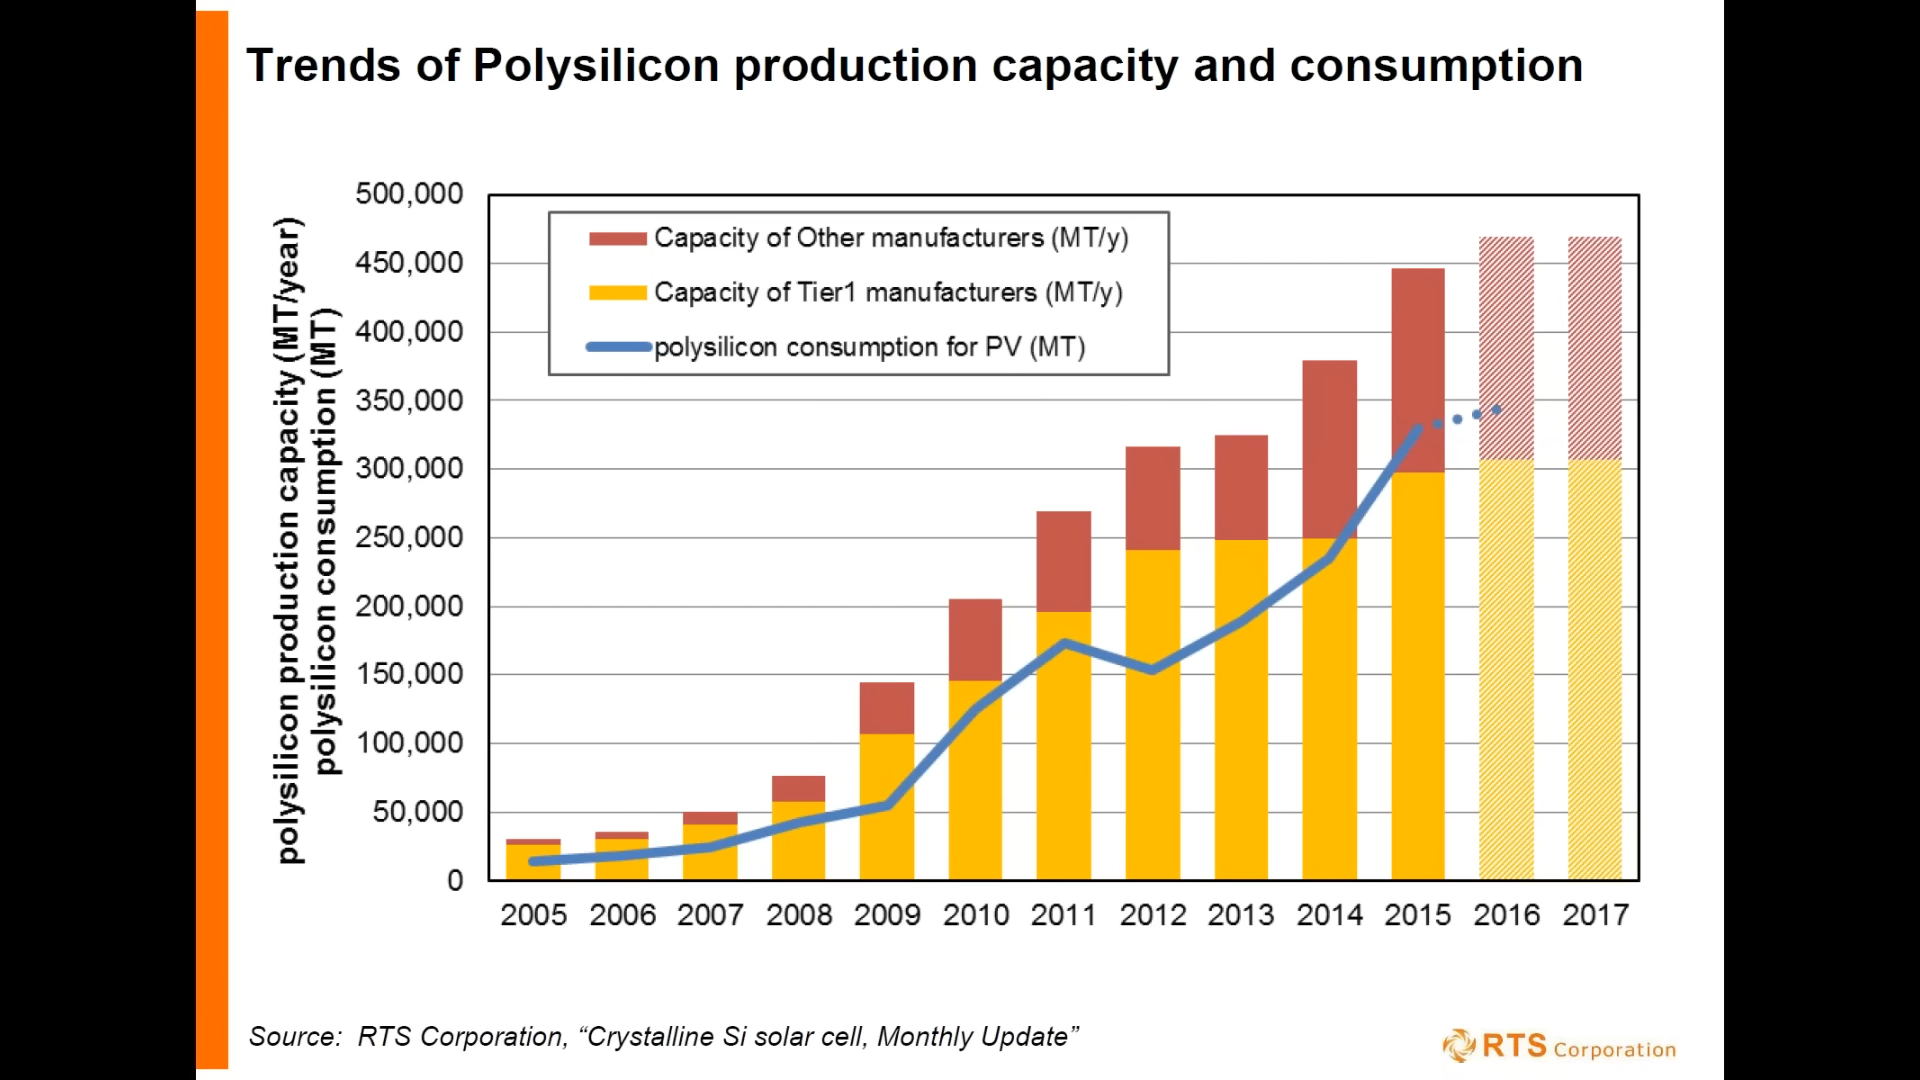 Trends of Polysilicon production capacity and consumption
polysilicon production capacity (MT/year)
polysilicon consumption (MT)
500,000
450,000
400,000
350,000
300,000
250,000
200,000
150,000
100,000
50,000
0
Capacity of Other manufacturers (MT/y)
Capacity of Tier1 manufacturers (MT/y)
polysilicon consumption for PV (MT)
2005 2006 2007 2008 2009 2010 2011 2012 2013 2014 2015 2016 2017
Source: RTS Corporation, “Crystalline Si solar cell, Monthly Update”
RTS Corporation